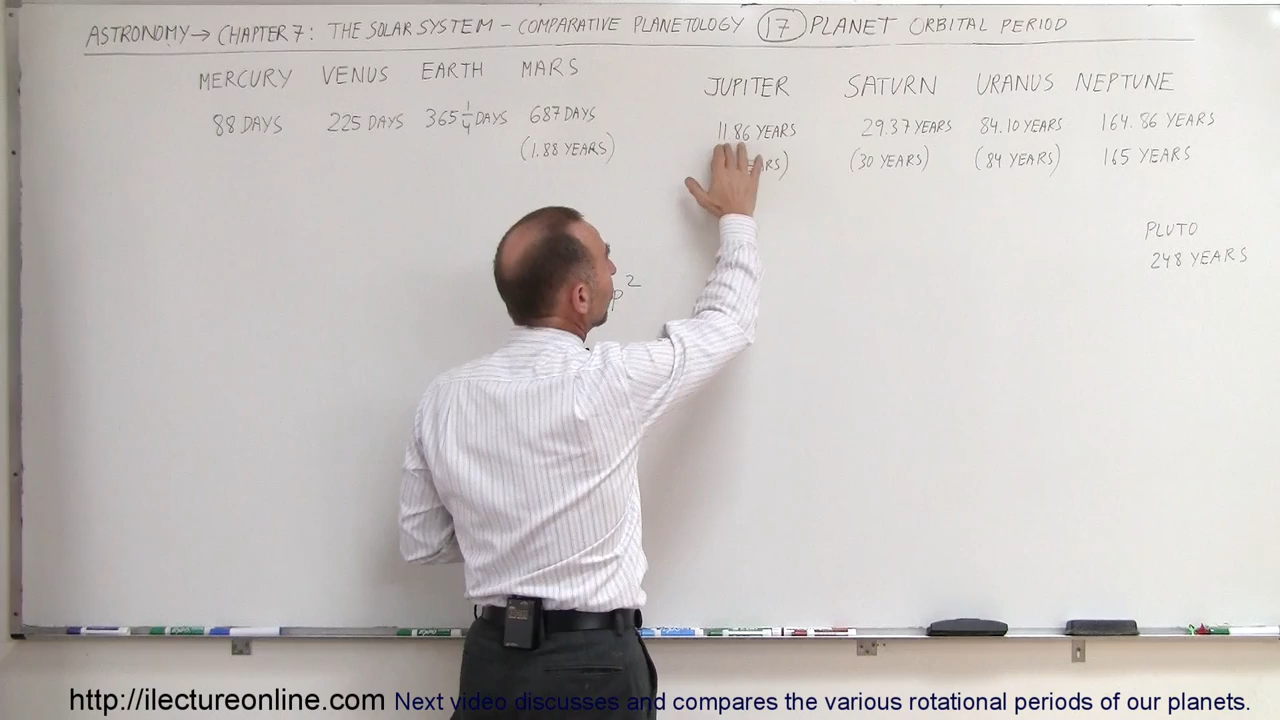 ASTRONOMY → CHAPTER 7: THE SOLAR SYSTEM - COMPARATIVE PLANETOLOGY 17 PLANET ORBITAL PERIOD
MERCURY VENUS EARTH MARS JUPITER SATURN URANUS NEPTUNE
88 DAYS 225 DAYS 365 1/4 DAYS 687 DAYS 11.86 YEARS 29.37 YEARS 84.10 YEARS 164.86 YEARS
(1.88 YEARS) (30 YEARS) (84 YEARS) 165 YEARS
PLUTO
248 YEARS
p²
http://ilectureonline.com Next video discusses and compares the various rotational periods of our planets.